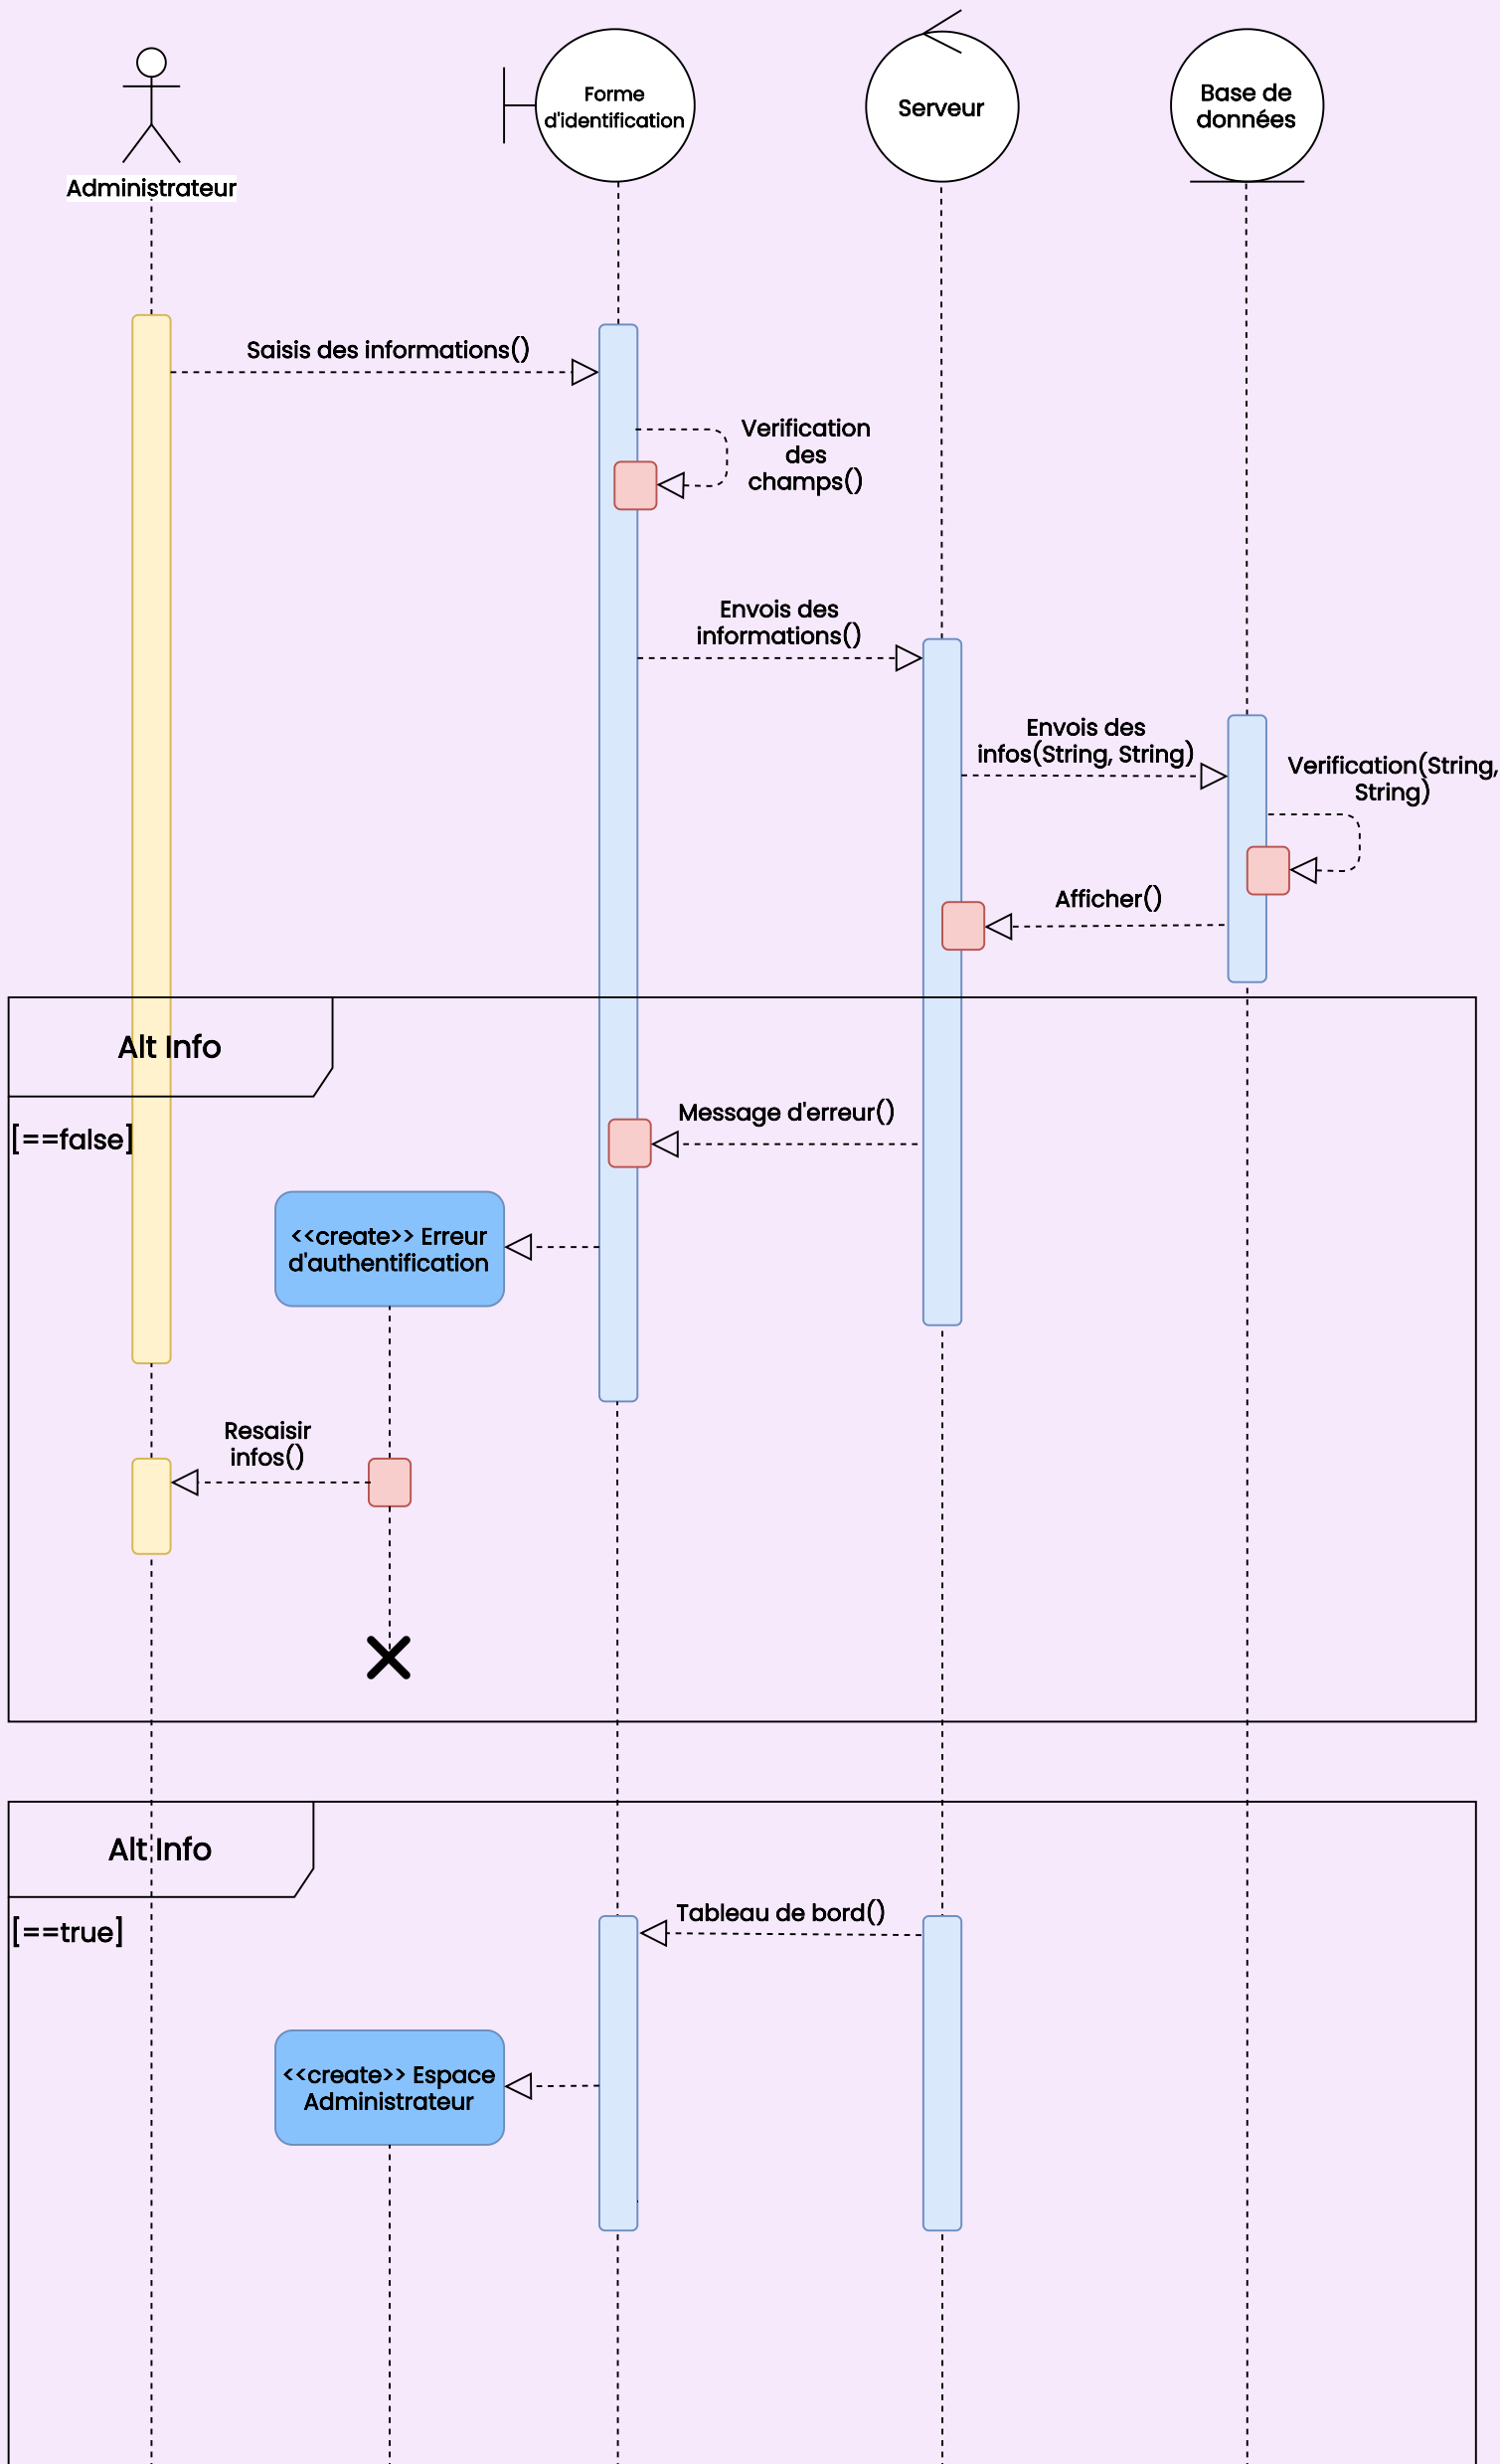 Administrateur
Forme
d'identification
Serveur
Base de
données
Saisis des informations()
Verification
des
champs()
Envois des
informations()
Envois des
infos(String, String)
Verification(String,
String)
Afficher()
Alt Info
[==false]
Message d'erreur()
<<create>> Erreur
d'authentification
Resaisir
infos()
Alt Info
[==true]
Tableau de bord()
<<create>> Espace
Administrateur